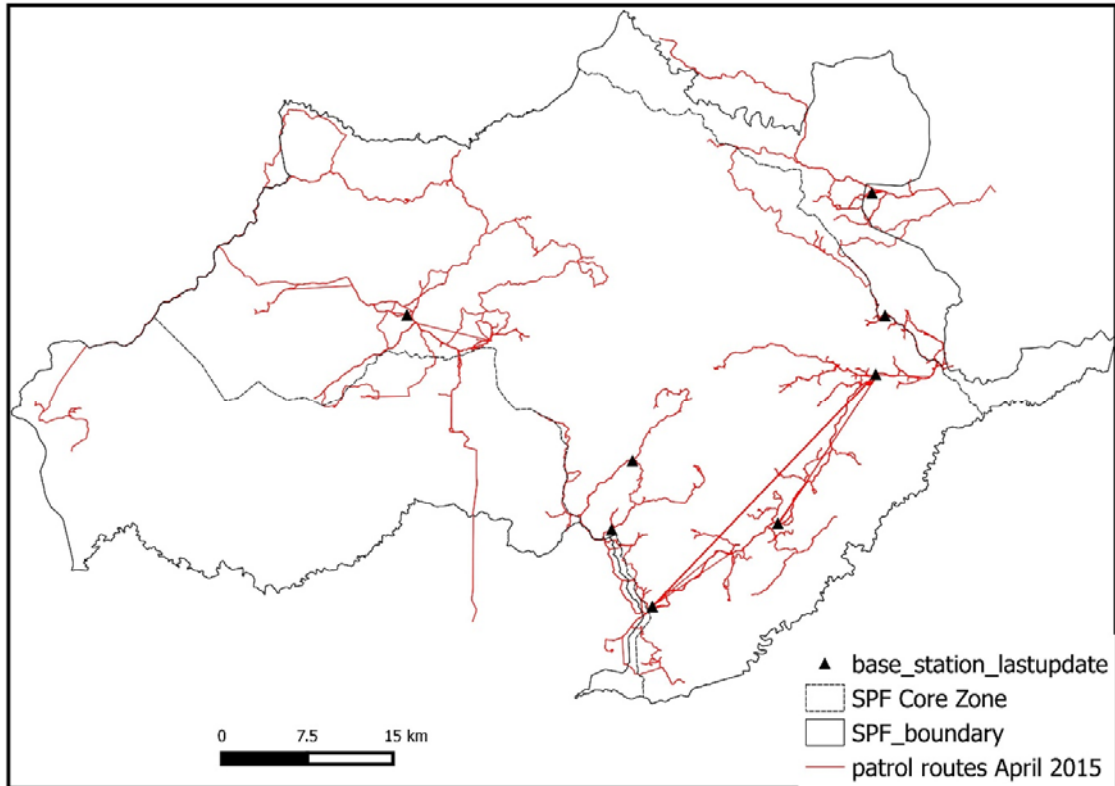 base_station_lastupdate
SPF Core Zone
SPF_boundary
patrol routes April 2015
0 7.5 15 km